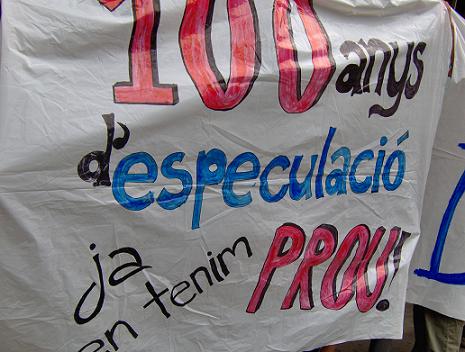 100 anys
d'especulació
ja
en tenim PROU!